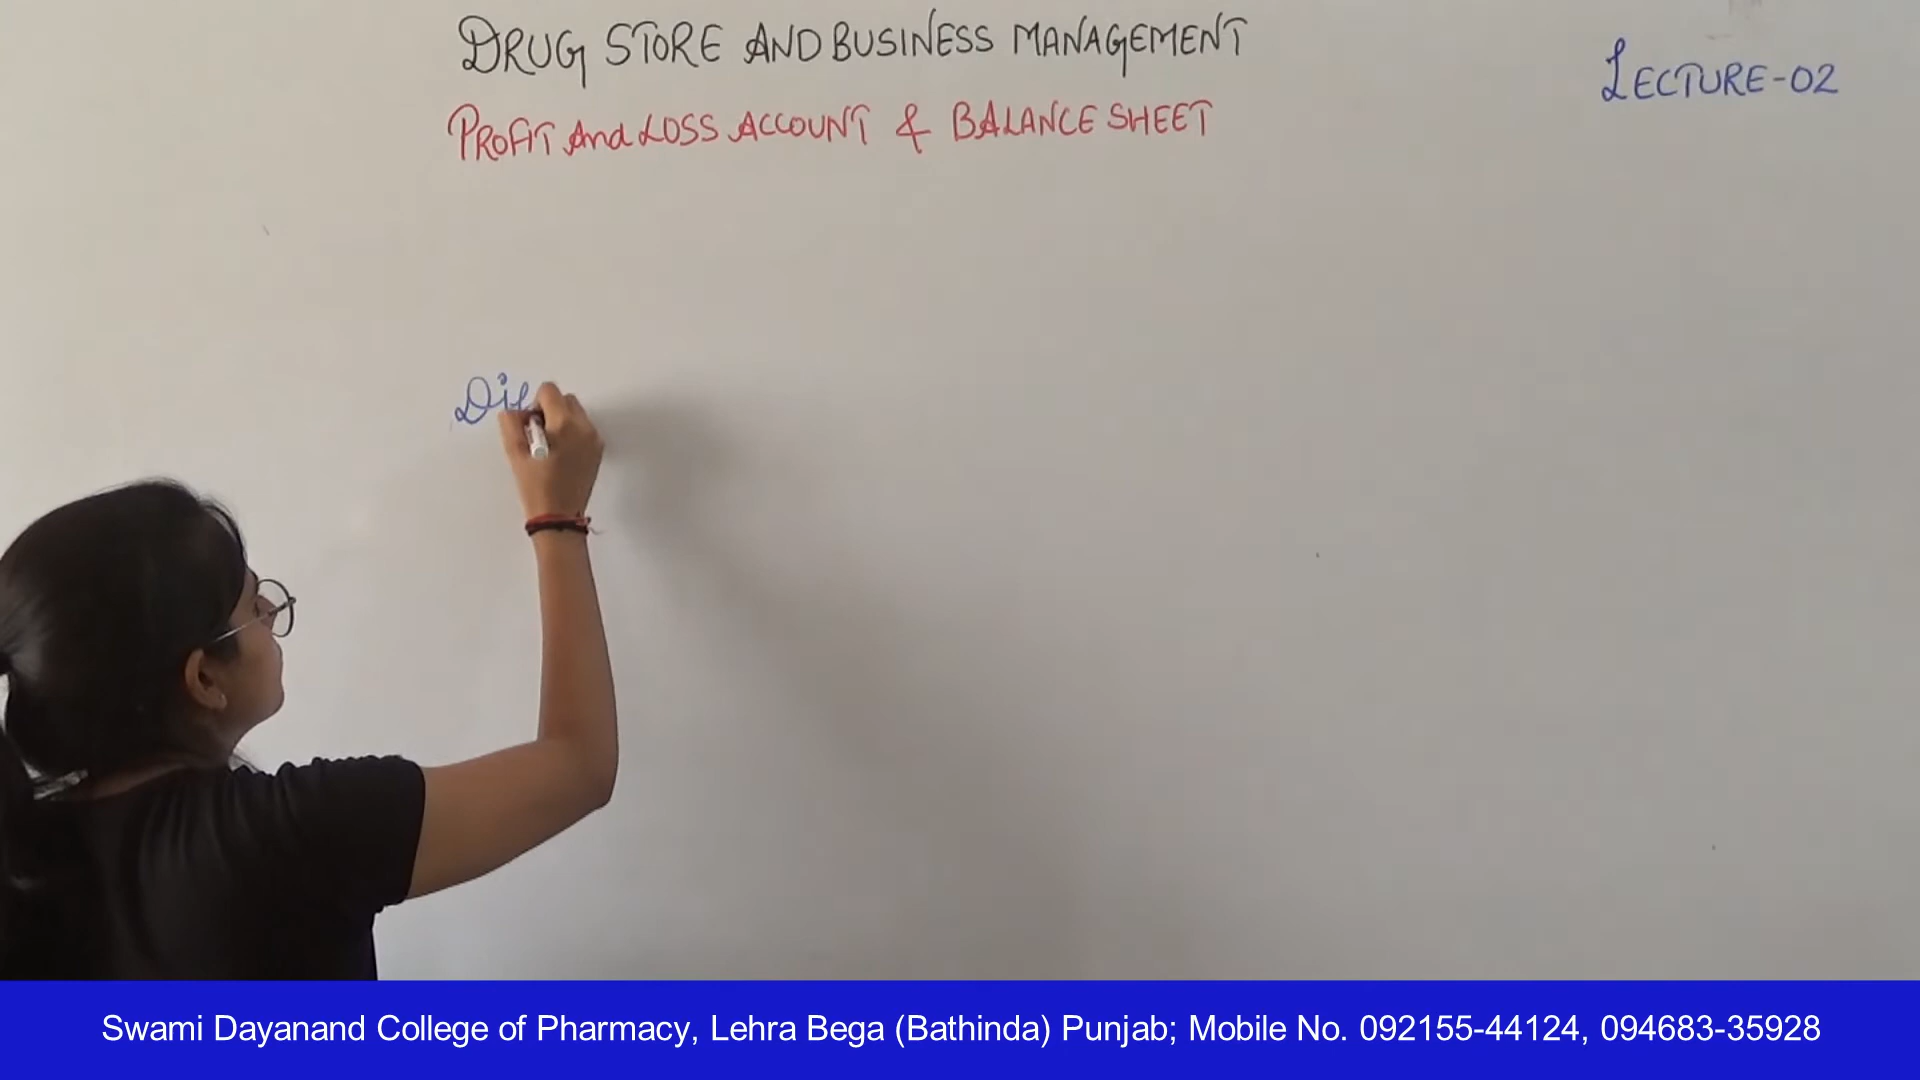 DRUG STORE AND BUSINESS MANAGEMENT
LECTURE-02
PROFIT And LOSS ACCOUNT & BALANCE SHEET
Swami Dayanand College of Pharmacy, Lehra Bega (Bathinda) Punjab; Mobile No. 092155-44124, 094683-35928